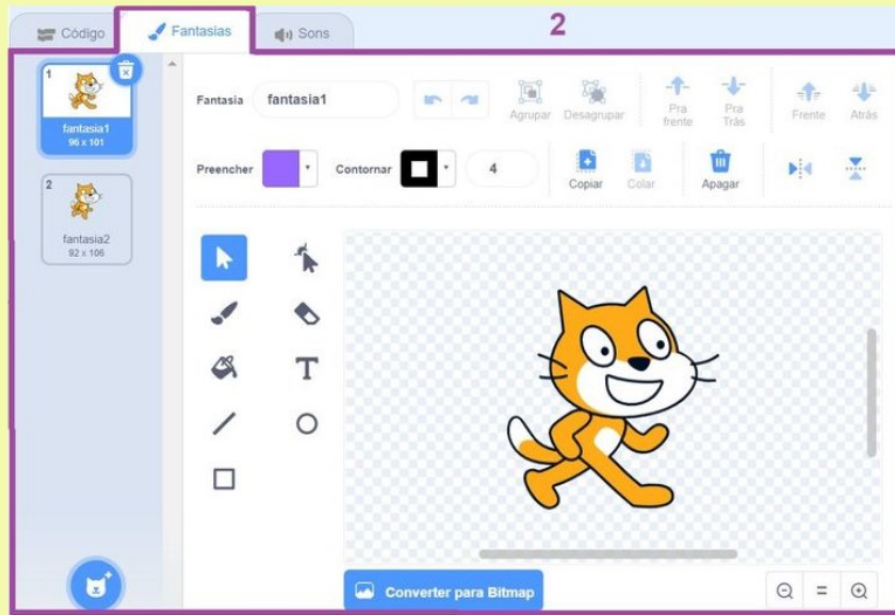 Código Fantasias Sons 2
1
fantasia1
96 x 101
2
fantasia2
92 x 106
Fantasia fantasia1 Agrupar Desagrupar Pra frente Pra Trás Frente Atrás
Preencher Contornar 4 Copiar Colar Apagar
T
Converter para Bitmap =